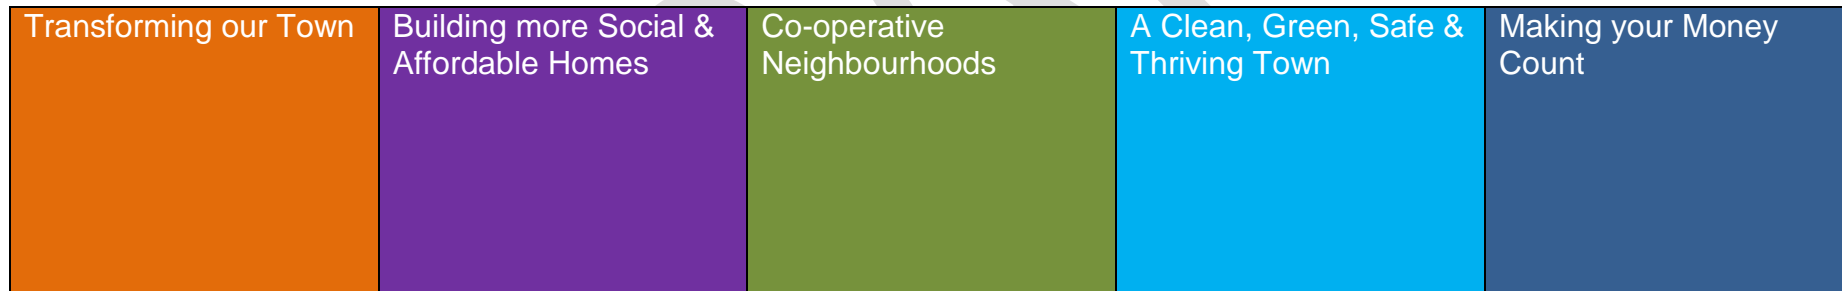 Transforming our Town
Building more Social &
Affordable Homes
Co-operative
Neighbourhoods
A Clean, Green, Safe &
Thriving Town
Making your Money
Count